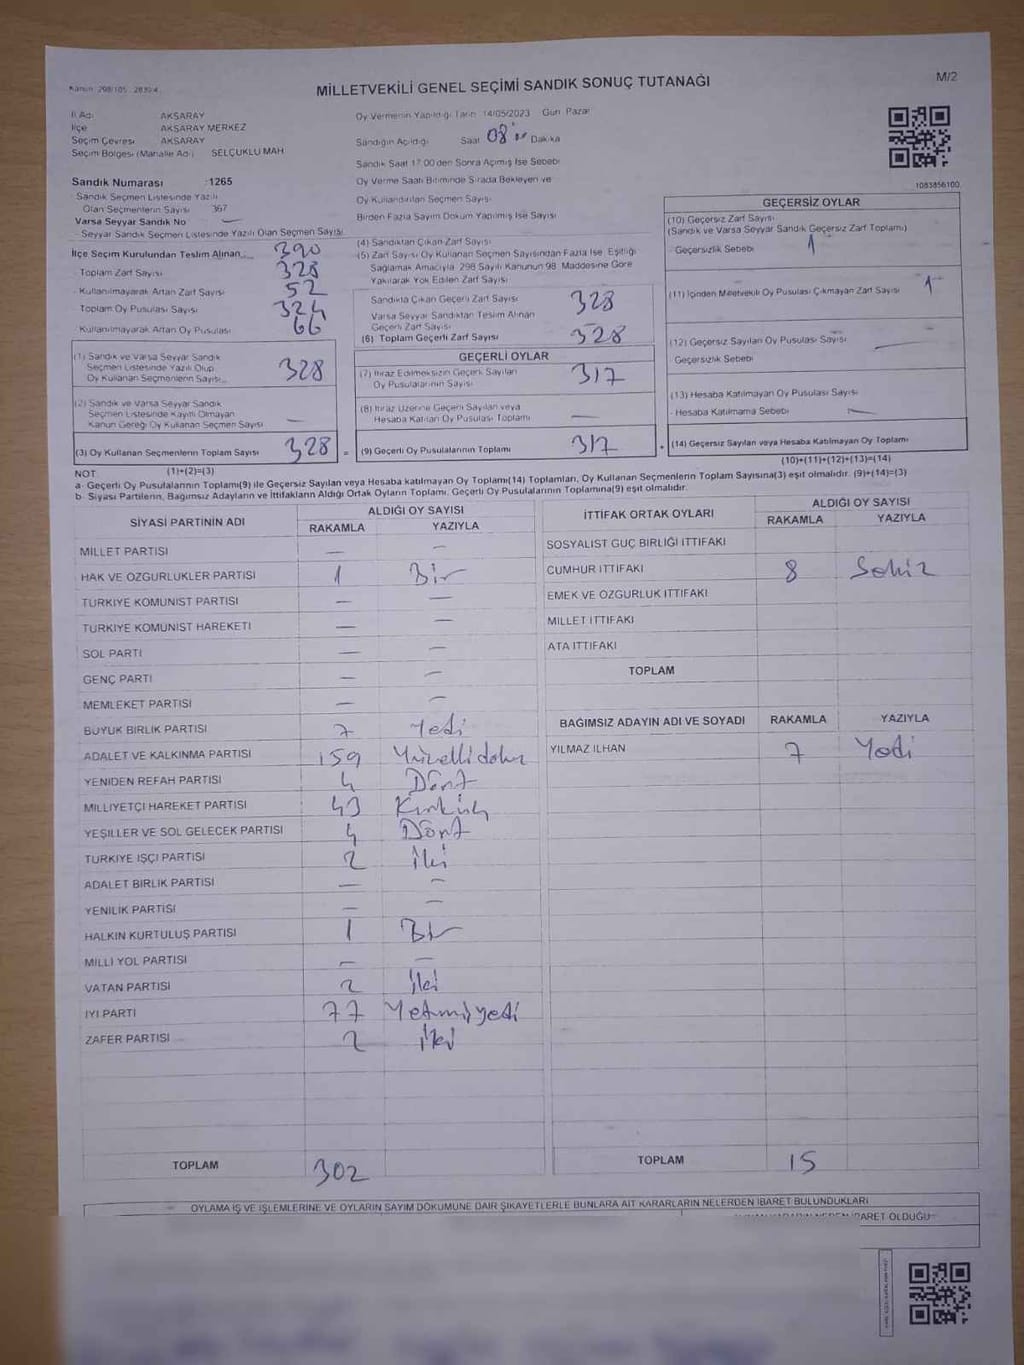 Kanun: 298/105, 2839/4
MİLLETVEKİLİ GENEL SEÇİMİ SANDIK SONUÇ TUTANAĞI
M/2
İl Adı AKSARAY
İlçe AKSARAY MERKEZ
Seçim Çevresi AKSARAY
Seçim Bölgesi (Mahalle Adı) SELÇUKLU MAH
Sandık Numarası :1265
Sandık Seçmen Listesinde Yazılı
Olan Seçmenlerin Sayısı 367
Varsa Seyyar Sandık No —
Seyyar Sandık Seçmen Listesinde Yazılı Olan Seçmen Sayısı
Oy Vermenin Yapıldığı Tarih 14/05/2023 Gün Pazar
Sandığın Açıldığı Saat 08 Dakika
Sandık Saat 17:00'den Sonra Açılmış İse Sebebi
Oy Verme Saati Bitiminde Sırada Bekleyen ve
Oy Kullandırılan Seçmen Sayısı
Birden Fazla Sayım Döküm Yapılmış İse Sayısı
1083856100
İlçe Seçim Kurulundan Teslim Alınan 390
Toplam Zarf Sayısı 328
Kullanılmayarak Artan Zarf Sayısı 52
Toplam Oy Pusulası Sayısı 324
Kullanılmayarak Artan Oy Pusulası 66
(1) Sandık ve Varsa Seyyar Sandık
Seçmen Listesinde Yazılı Olup
Oy Kullanan Seçmenlerin Sayısı 328
(2) Sandık ve Varsa Seyyar Sandık
Seçmen Listesinde Kayıtlı Olmayan
Kanun Gereği Oy Kullanan Seçmen Sayısı —
(3) Oy Kullanan Seçmenlerin Toplam Sayısı 328
(1)+(2)=(3)
(4) Sandıktan Çıkan Zarf Sayısı
(5) Zarf Sayısı Oy Kullanan Seçmen Sayısından Fazla İse, Eşitliği
Sağlamak Amacıyla 298 Sayılı Kanunun 98. Maddesine Göre
Yakılarak Yok Edilen Zarf Sayısı
Sandıkta Çıkan Geçerli Zarf Sayısı 328
Varsa Seyyar Sandıktan Teslim Alınan
Geçerli Zarf Sayısı
(6) Toplam Geçerli Zarf Sayısı 328
GEÇERLİ OYLAR
(7) İtiraz Edilmeksizin Geçerli Sayılan
Oy Pusulalarının Sayısı 317
(8) İtiraz Üzerine Geçerli Sayılan veya
Hesaba Katılan Oy Pusulası Toplamı —
= (9) Geçerli Oy Pusulalarının Toplamı 317
GEÇERSİZ OYLAR
(10) Geçersiz Zarf Sayısı
(Sandık ve Varsa Seyyar Sandık Geçersiz Zarf Toplamı)
Geçersizlik Sebebi 1
(11) İçinden Milletvekili Oy Pusulası Çıkmayan Zarf Sayısı
(12) Geçersiz Sayılan Oy Pusulası Sayısı —
Geçersizlik Sebebi
(13) Hesaba Katılmayan Oy Pusulası Sayısı
Hesaba Katılmama Sebebi —
+ (14) Geçersiz Sayılan veya Hesaba Katılmayan Oy Toplamı
(10)+(11)+(12)+(13)=(14)
NOT
a- Geçerli Oy Pusulalarının Toplamı(9) ile Geçersiz Sayılan veya Hesaba katılmayan Oy Toplamı(14) Toplamları, Oy Kullanan Seçmenlerin Toplam Sayısına(3) eşit olmalıdır. (9)+(14)=(3)
b- Siyasi Partilerin, Bağımsız Adayların ve İttifakların Aldığı Ortak Oyların Toplamı, Geçerli Oy Pusulalarının Toplamına(9) eşit olmalıdır.
SİYASİ PARTİNİN ADI ALDIĞI OY SAYISI
RAKAMLA YAZIYLA
MİLLET PARTİSİ — —
HAK VE ÖZGÜRLÜKLER PARTİSİ 1 Bir
TÜRKİYE KOMÜNİST PARTİSİ — —
TÜRKİYE KOMÜNİST HAREKETİ — —
SOL PARTİ — —
GENÇ PARTİ — —
MEMLEKET PARTİSİ — —
BÜYÜK BİRLİK PARTİSİ 7 Yedi
ADALET VE KALKINMA PARTİSİ 159 Yüzellidokuz
YENİDEN REFAH PARTİSİ 4 Dört
MİLLİYETÇİ HAREKET PARTİSİ 43 Kırküç
YEŞİLLER VE SOL GELECEK PARTİSİ 4 Dört
TÜRKİYE İŞÇİ PARTİSİ 2 İki
ADALET BİRLİK PARTİSİ — —
YENİLİK PARTİSİ — —
HALKIN KURTULUŞ PARTİSİ 1 Bir
MİLLİ YOL PARTİSİ — —
VATAN PARTİSİ 2 İki
İYİ PARTİ 77 Yetmişyedi
ZAFER PARTİSİ 2 İki
TOPLAM 302
İTTİFAK ORTAK OYLARI ALDIĞI OY SAYISI
RAKAMLA YAZIYLA
SOSYALİST GÜÇ BİRLİĞİ İTTİFAKI
CUMHUR İTTİFAKI 8 Sekiz
EMEK VE ÖZGÜRLÜK İTTİFAKI
MİLLET İTTİFAKI
ATA İTTİFAKI
TOPLAM
BAĞIMSIZ ADAYIN ADI VE SOYADI RAKAMLA YAZIYLA
YILMAZ İLHAN 7 Yedi
TOPLAM 15
OYLAMA İŞ VE İŞLEMLERİNE VE OYLARIN SAYIM DÖKÜMÜNE DAİR ŞİKAYETLERLE BUNLARA AİT KARARLARIN NELERDEN İBARET BULUNDUKLARI